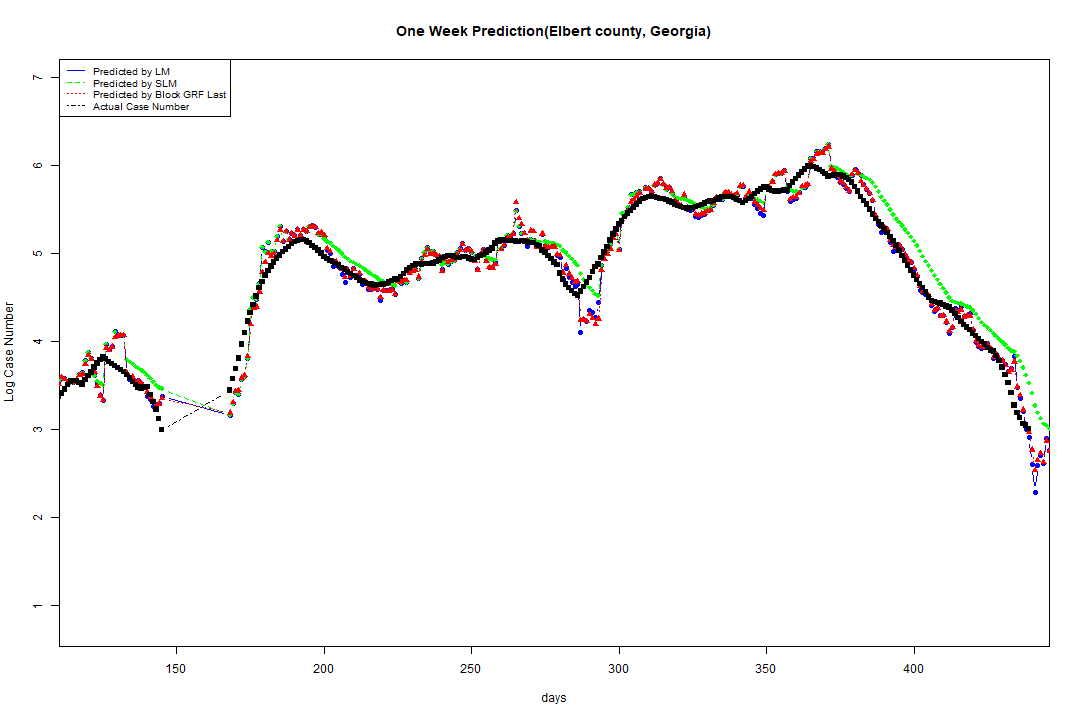 One Week Prediction(Elbert county, Georgia)
Predicted by LM
Predicted by SLM
Predicted by Block GRF Last
Actual Case Number
7
6
5
4
3
2
1
Log Case Number
150
200
250
300
350
400
days